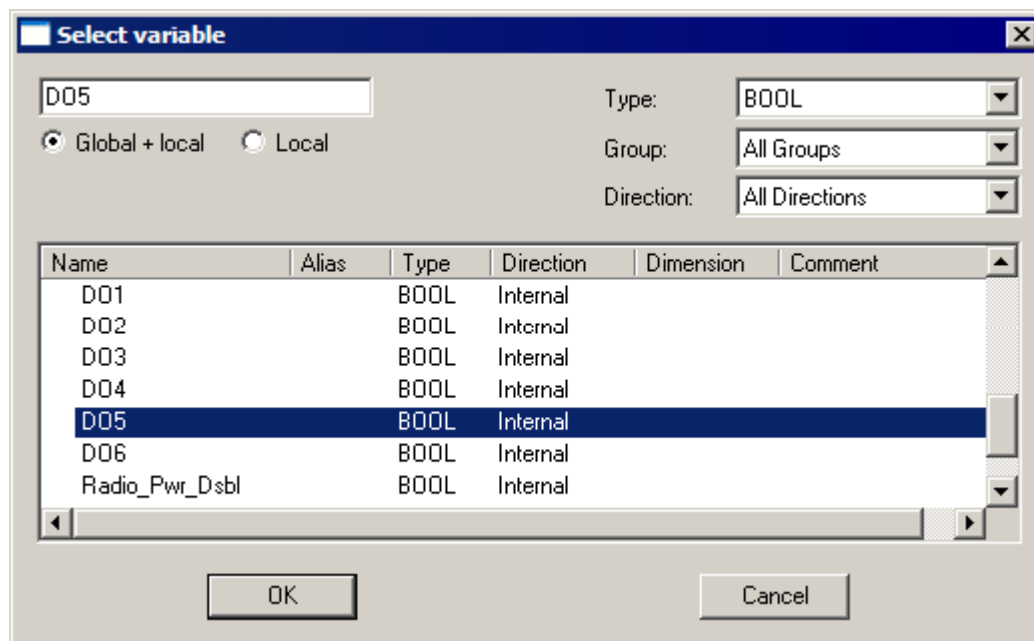 Select variable
DO5
Type: BOOL
Global + local Local
Group: All Groups
Direction: All Directions
Name Alias Type Direction Dimension Comment
DO1 BOOL Internal
DO2 BOOL Internal
DO3 BOOL Internal
DO4 BOOL Internal
DO5 BOOL Internal
DO6 BOOL Internal
Radio_Pwr_Dsbl BOOL Internal
OK Cancel